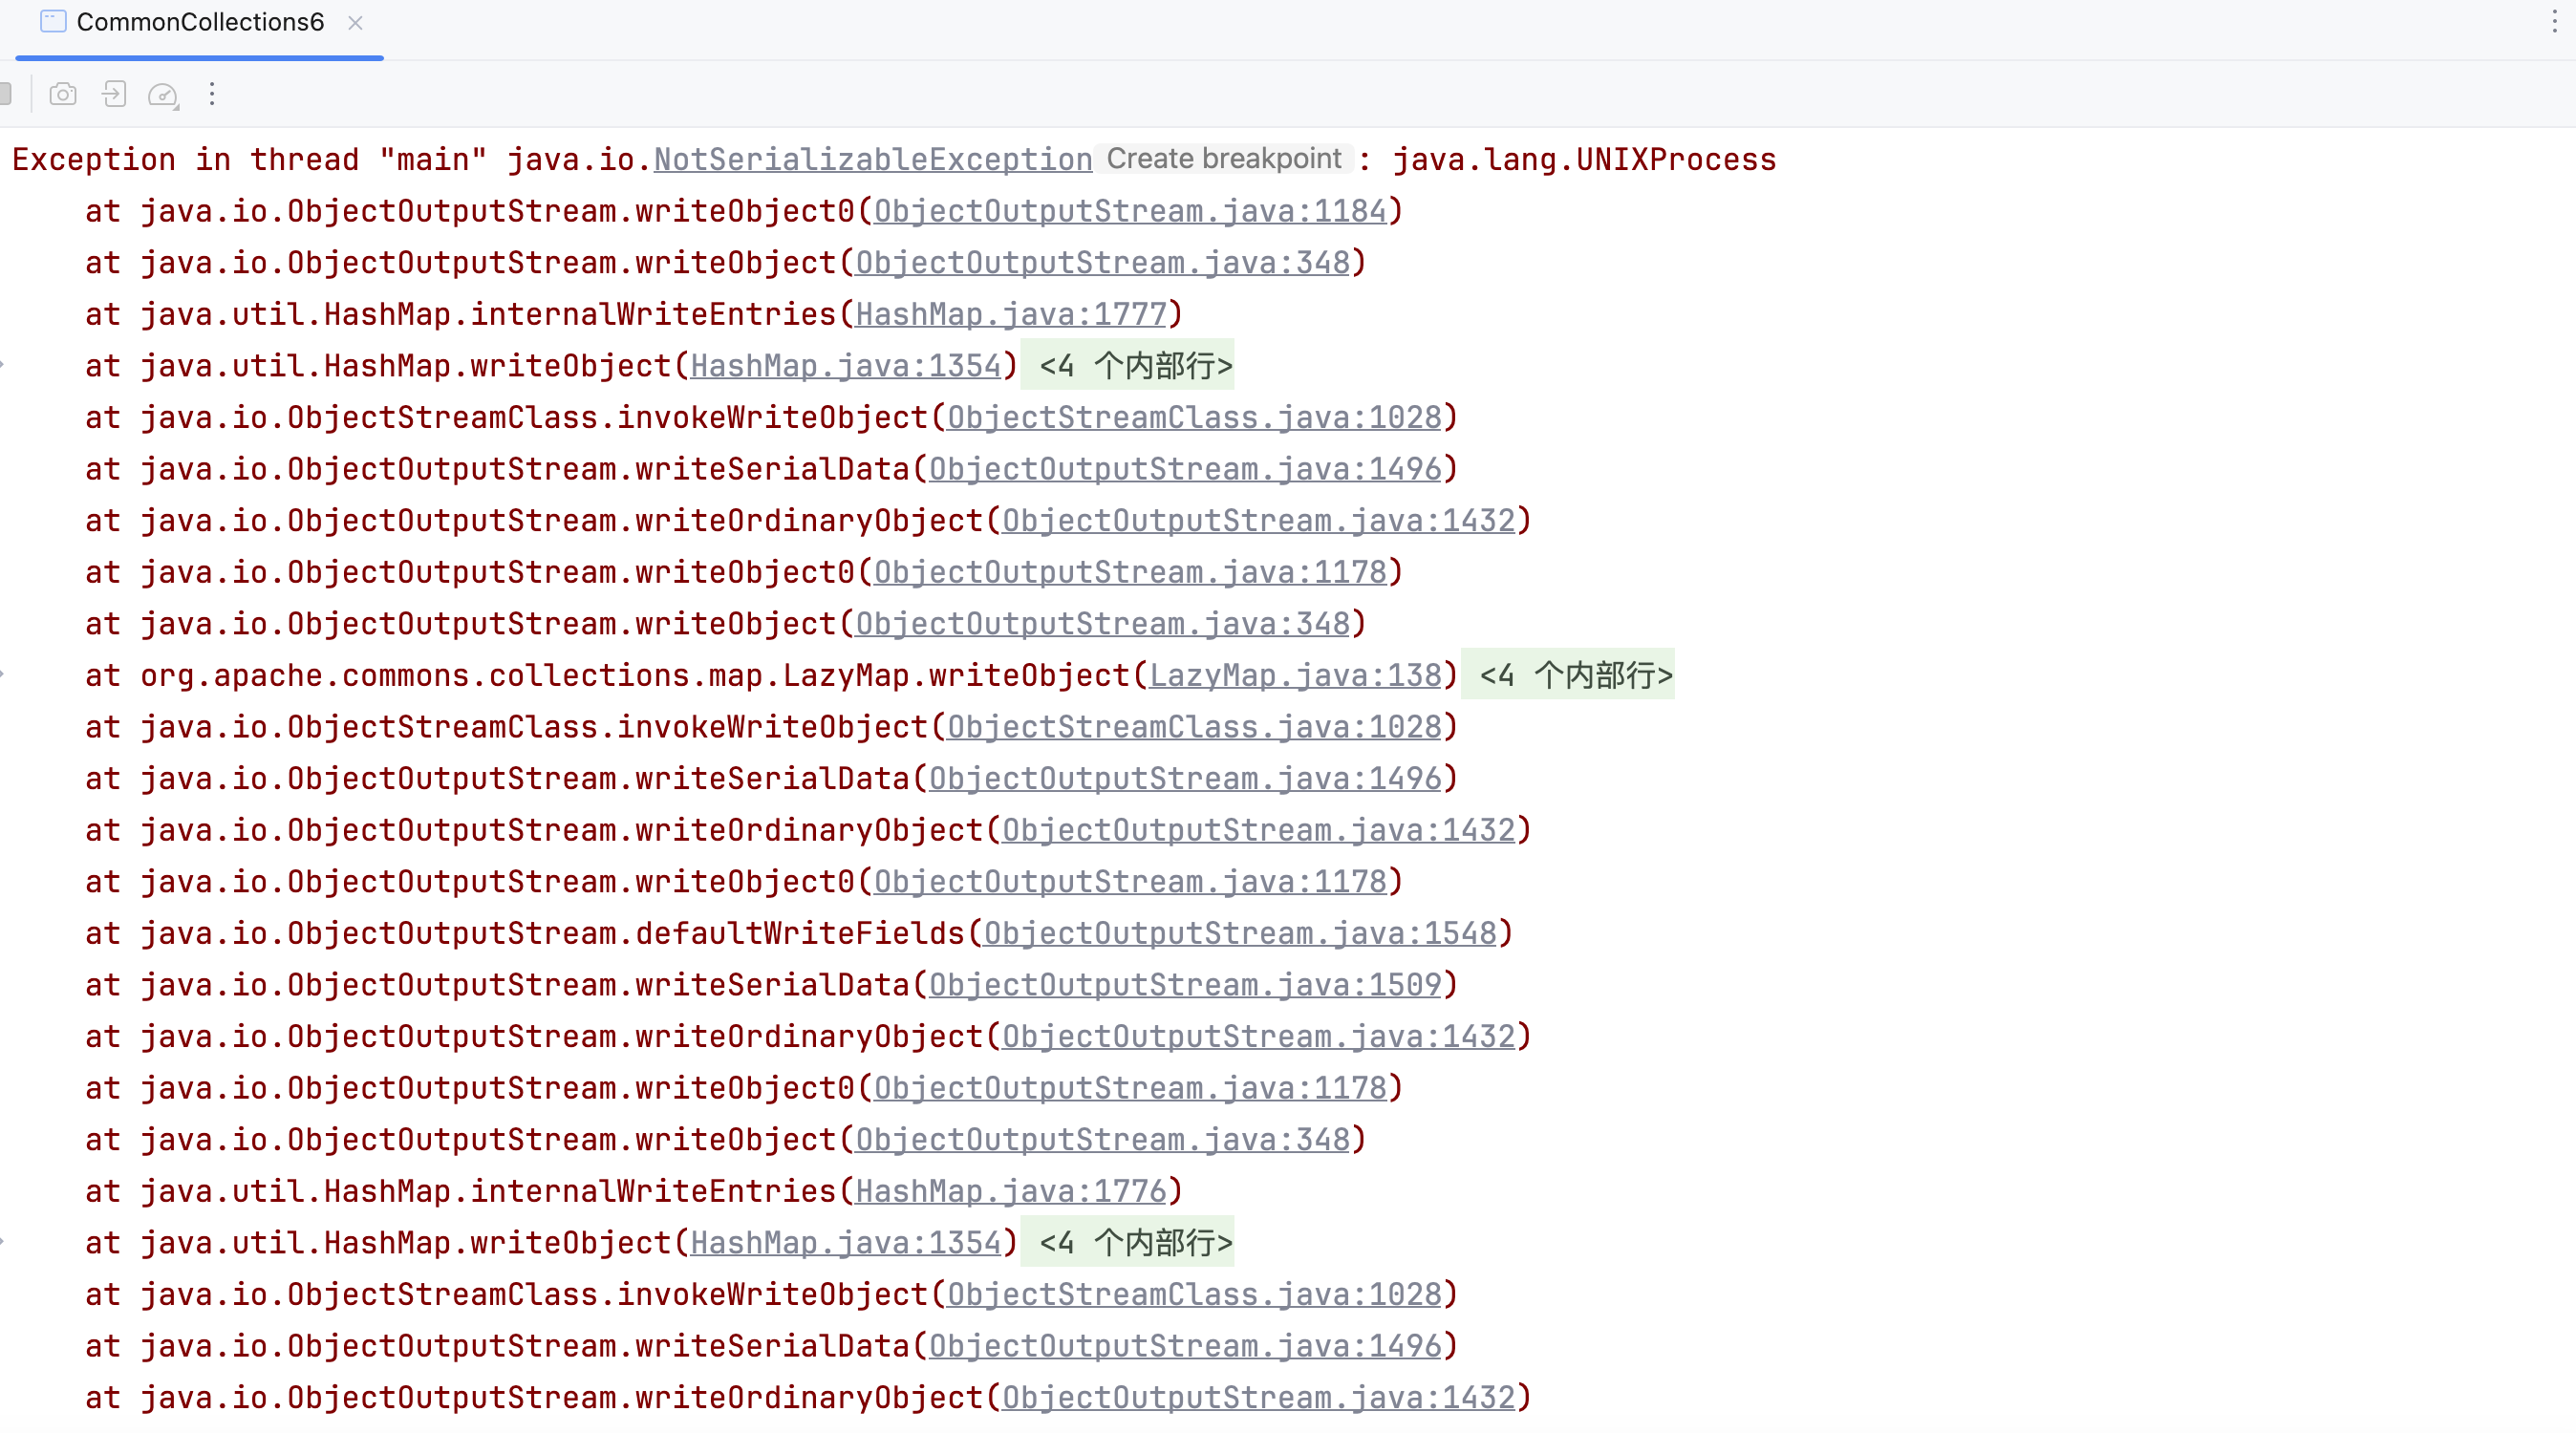 CommonCollections6
Exception in thread "main" java.io.NotSerializableException Create breakpoint : java.lang.UNIXProcess
at java.io.ObjectOutputStream.writeObject0(ObjectOutputStream.java:1184)
at java.io.ObjectOutputStream.writeObject(ObjectOutputStream.java:348)
at java.util.HashMap.internalWriteEntries(HashMap.java:1777)
at java.util.HashMap.writeObject(HashMap.java:1354) <4 个内部行>
at java.io.ObjectStreamClass.invokeWriteObject(ObjectStreamClass.java:1028)
at java.io.ObjectOutputStream.writeSerialData(ObjectOutputStream.java:1496)
at java.io.ObjectOutputStream.writeOrdinaryObject(ObjectOutputStream.java:1432)
at java.io.ObjectOutputStream.writeObject0(ObjectOutputStream.java:1178)
at java.io.ObjectOutputStream.writeObject(ObjectOutputStream.java:348)
at org.apache.commons.collections.map.LazyMap.writeObject(LazyMap.java:138) <4 个内部行>
at java.io.ObjectStreamClass.invokeWriteObject(ObjectStreamClass.java:1028)
at java.io.ObjectOutputStream.writeSerialData(ObjectOutputStream.java:1496)
at java.io.ObjectOutputStream.writeOrdinaryObject(ObjectOutputStream.java:1432)
at java.io.ObjectOutputStream.writeObject0(ObjectOutputStream.java:1178)
at java.io.ObjectOutputStream.defaultWriteFields(ObjectOutputStream.java:1548)
at java.io.ObjectOutputStream.writeSerialData(ObjectOutputStream.java:1509)
at java.io.ObjectOutputStream.writeOrdinaryObject(ObjectOutputStream.java:1432)
at java.io.ObjectOutputStream.writeObject0(ObjectOutputStream.java:1178)
at java.io.ObjectOutputStream.writeObject(ObjectOutputStream.java:348)
at java.util.HashMap.internalWriteEntries(HashMap.java:1776)
at java.util.HashMap.writeObject(HashMap.java:1354) <4 个内部行>
at java.io.ObjectStreamClass.invokeWriteObject(ObjectStreamClass.java:1028)
at java.io.ObjectOutputStream.writeSerialData(ObjectOutputStream.java:1496)
at java.io.ObjectOutputStream.writeOrdinaryObject(ObjectOutputStream.java:1432)